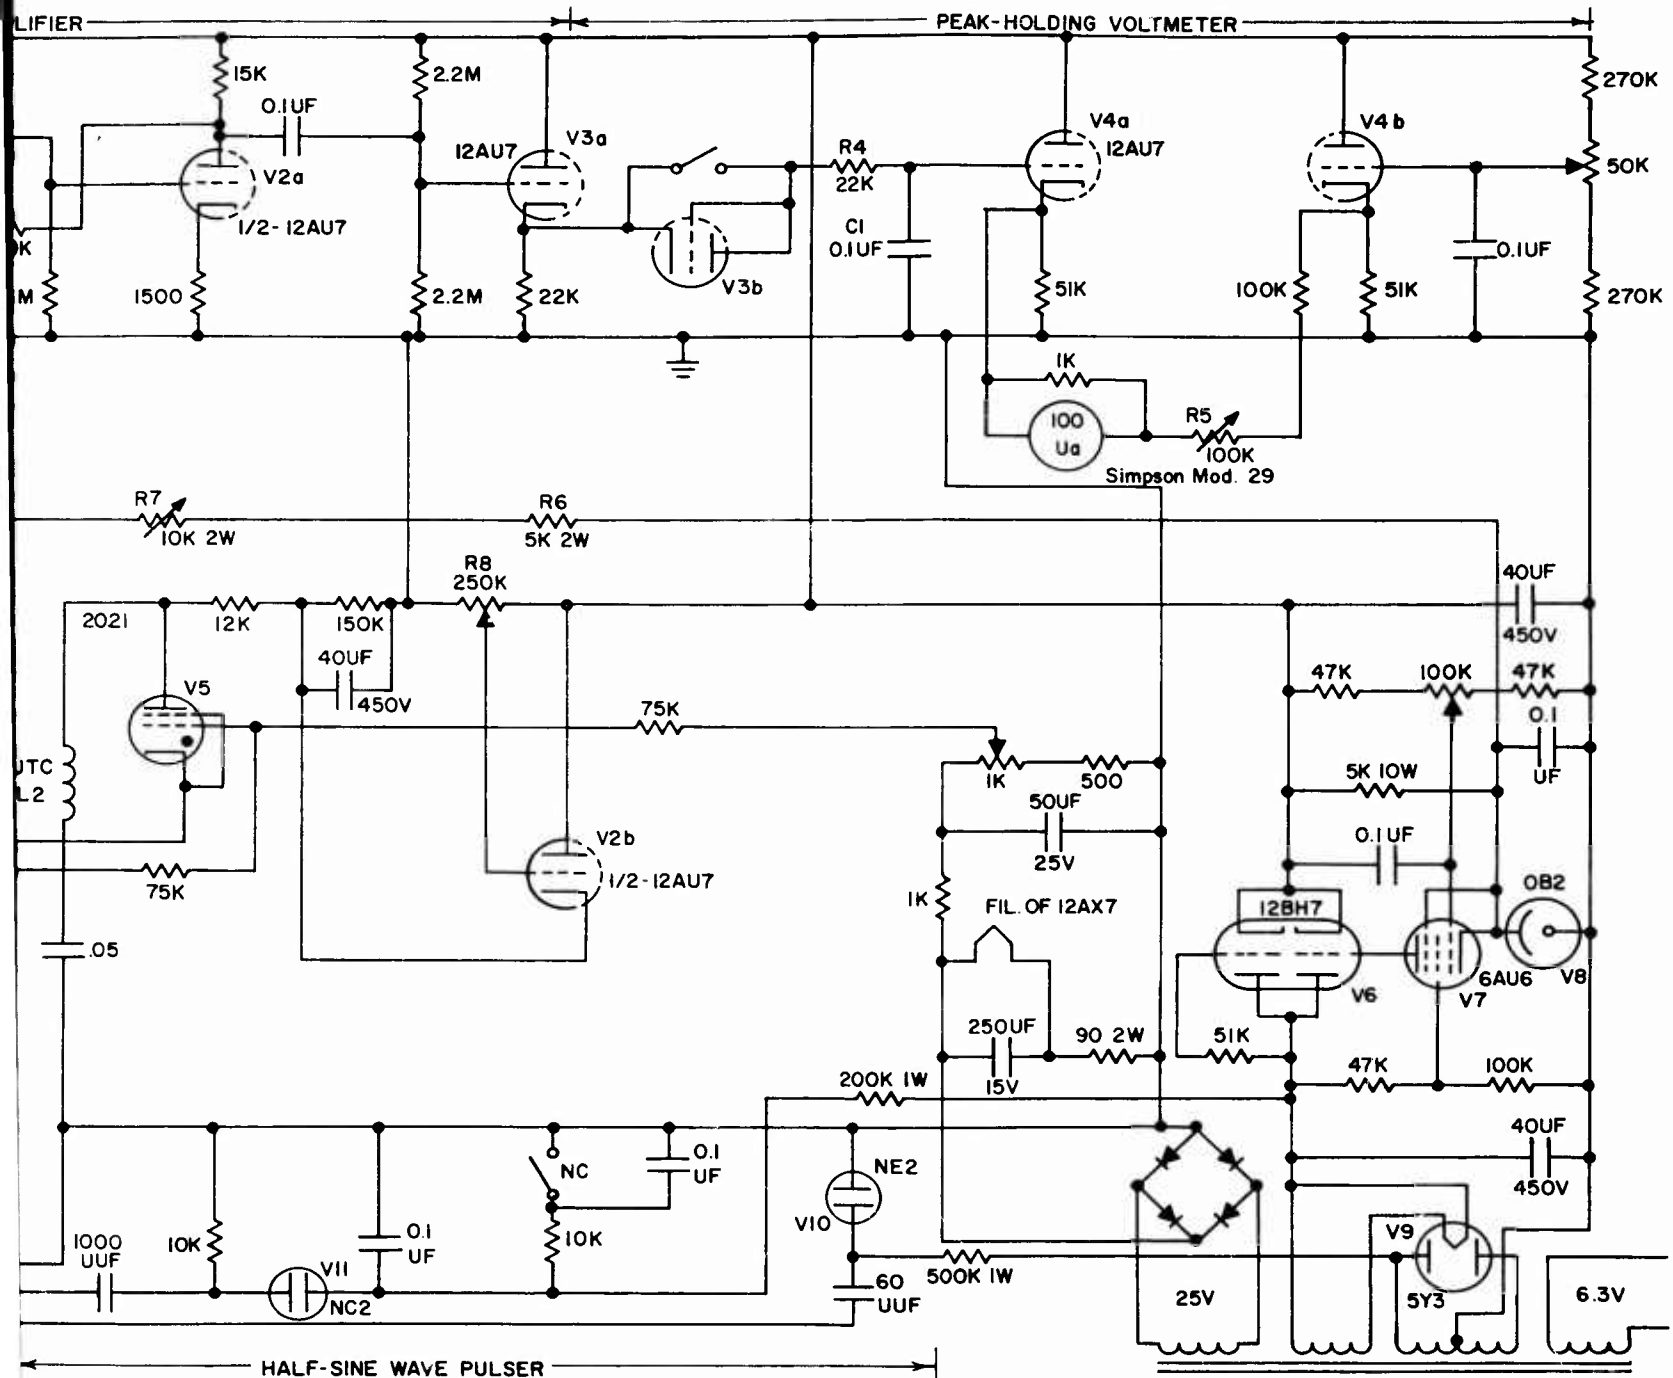 LIFIER
PEAK-HOLDING VOLTMETER
15K
2.2M
270K
0.1UF
V3a
V4a
V4b
12AU7
R4
12AU7
V2a
22K
50K
1/2-12AU7
C1
K
0.1UF
0.1UF
V3b
M
1500
2.2M
22K
51K
100K
51K
270K
1K
100
Ua
R5
100K
Simpson Mod. 29
R7
R6
10K 2W
5K 2W
R8
250K
40UF
2021
12K
150K
450V
40UF
47K
100K
47K
V5
450V
75K
0.1
UF
UTC
L2
1K
500
5K 10W
50UF
V2b
0.1UF
25V
75K
1/2-12AU7
1K
FIL. OF 12AX7
12BH7
OB2
.05
6AU6
V8
V6
V7
250UF
90 2W
51K
15V
47K
100K
200K 1W
40UF
NC
0.1
UF
NE2
450V
V10
V9
1000
UUF
10K
0.1
UF
10K
V11
500K 1W
60
UUF
NC2
25V
5Y3
6.3V
HALF-SINE WAVE PULSER